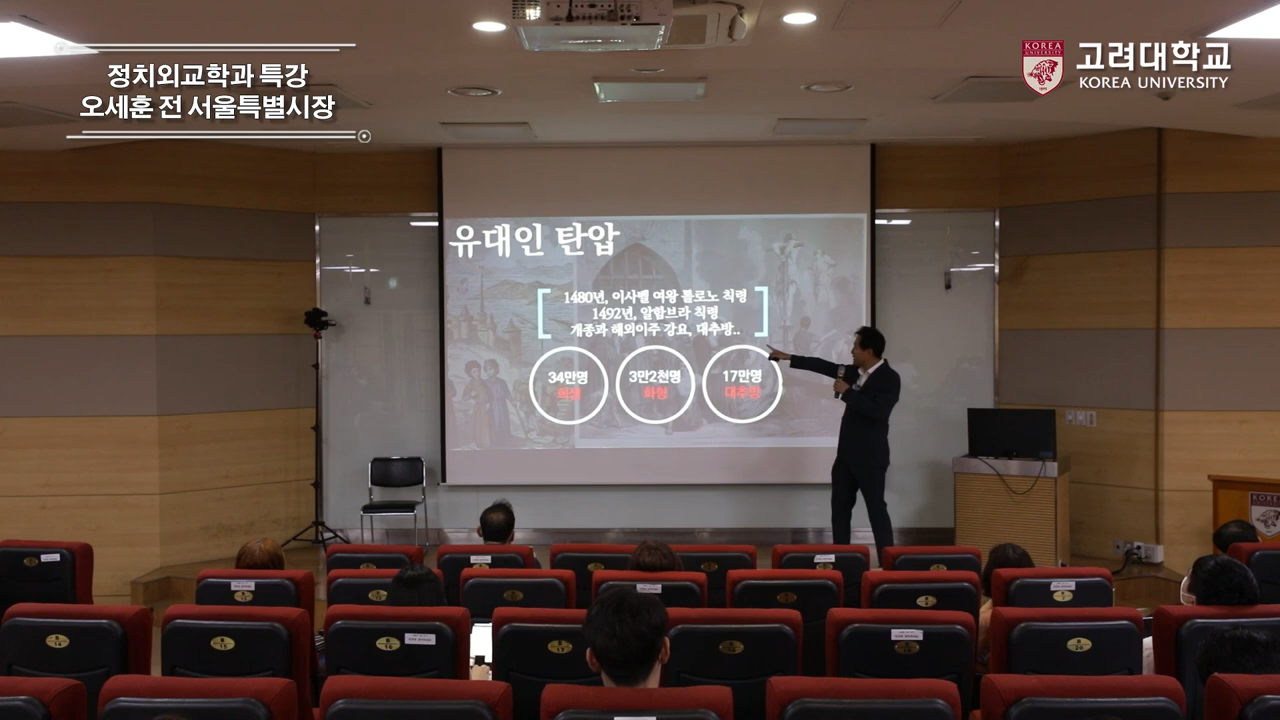 정치외교학과 특강
오세훈 전 서울특별시장
KOREA
UNIVERSITY
고려대학교
KOREA UNIVERSITY
유대인 탄압
1480년, 이사벨 여왕 톨로노 칙령
1492년, 알함브라 칙령
개종과 해외이주 강요, 대추방..
34만명
3만2천명
화형
17만명
대추방
KOREA